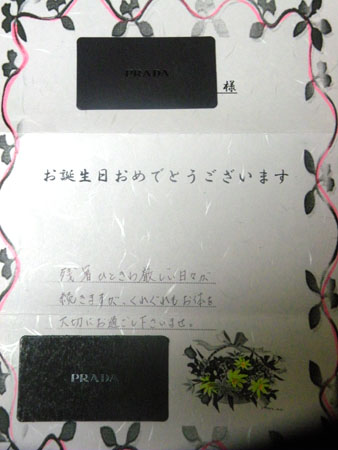 PRADA
様
お誕生日おめでとうございます
残暑ひときわ厳しい日々が
続きますが、くれぐれもお体を
大切にお過ごし下さいませ。
PRADA